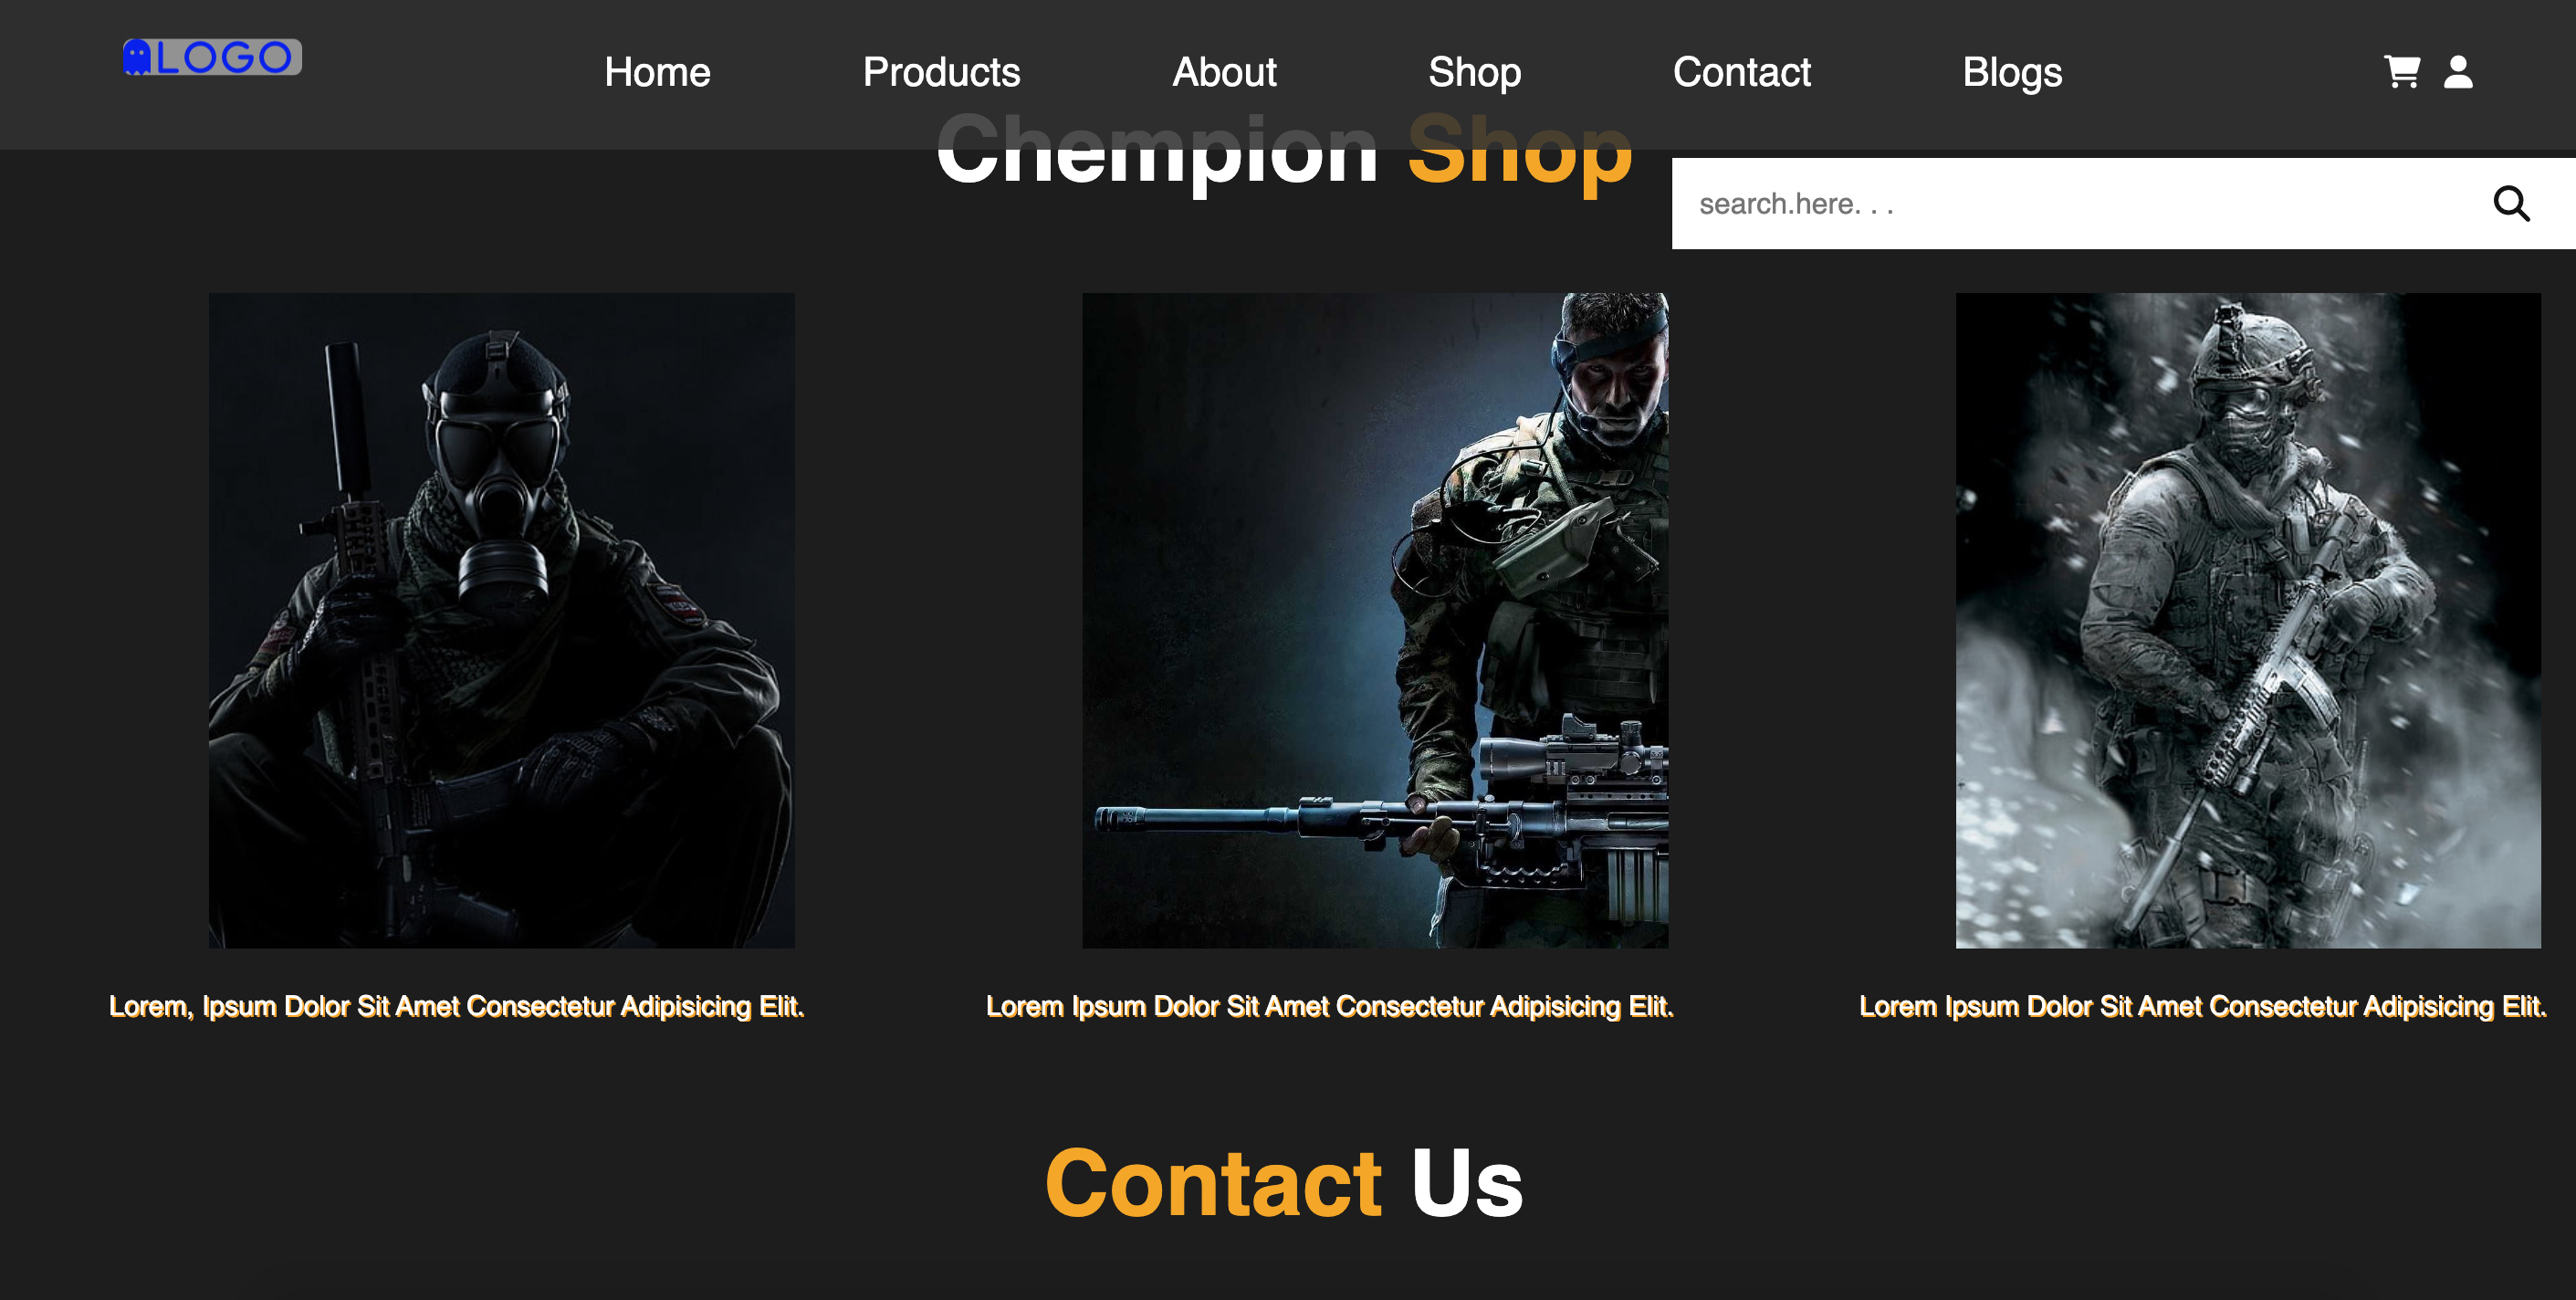 LOGO
Home Products About Shop Contact Blogs
Chempion Shop
search.here. . .
Lorem, Ipsum Dolor Sit Amet Consectetur Adipisicing Elit.
Lorem Ipsum Dolor Sit Amet Consectetur Adipisicing Elit.
Lorem Ipsum Dolor Sit Amet Consectetur Adipisicing Elit.
Contact Us